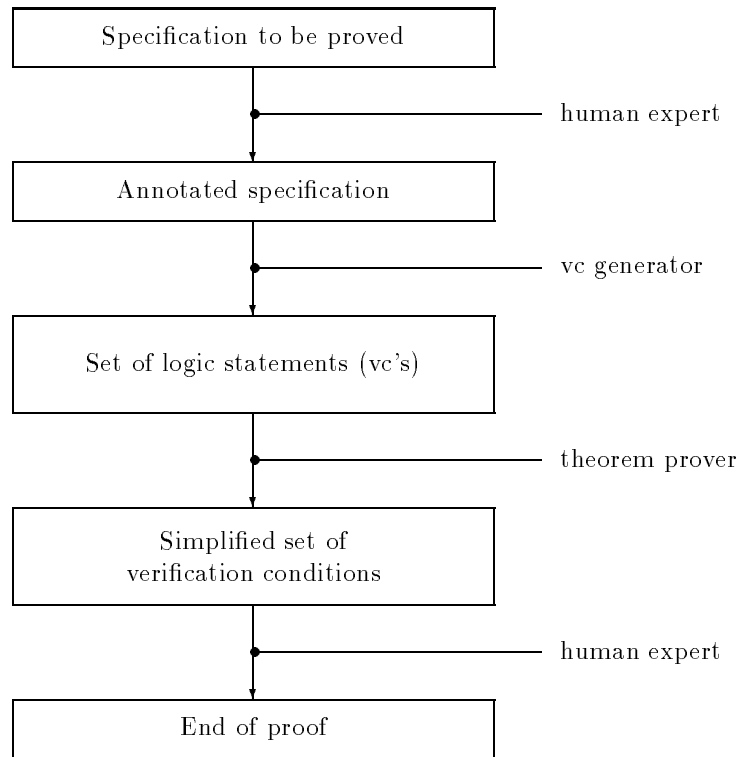 Specification to be proved
human expert
Annotated specification
vc generator
Set of logic statements (vc's)
theorem prover
Simplified set of
verification conditions
human expert
End of proof